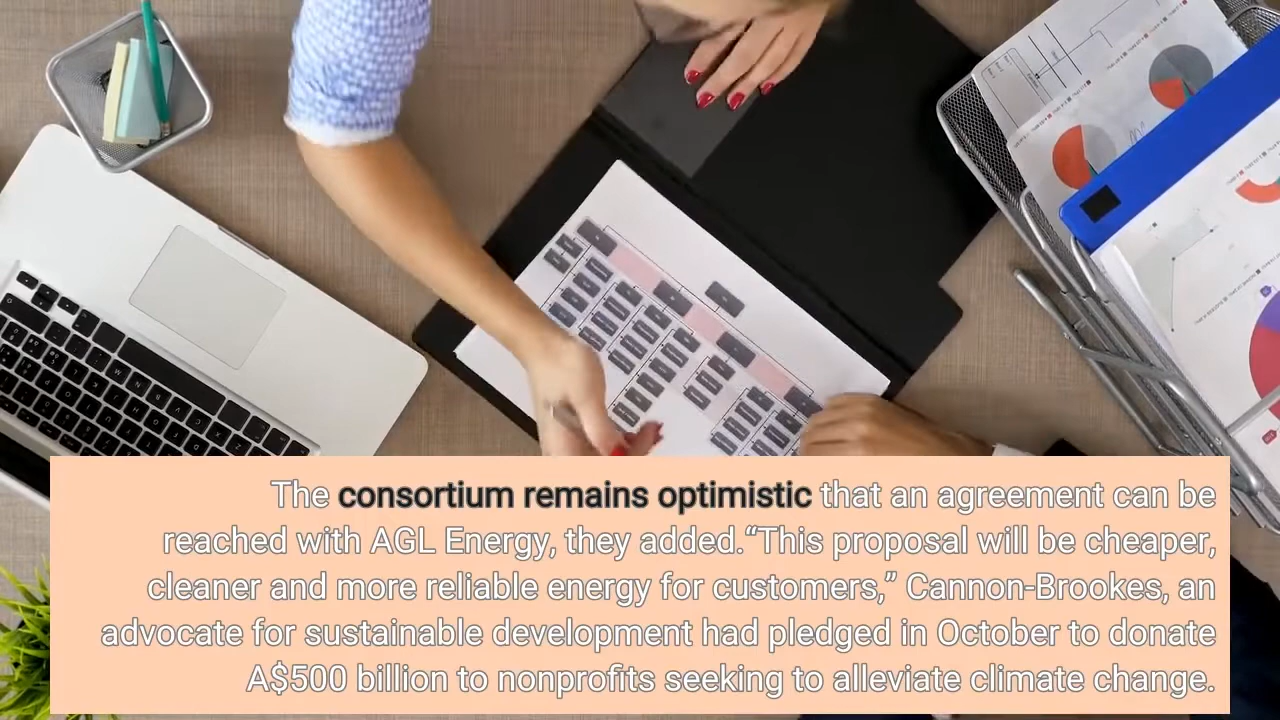 The consortium remains optimistic that an agreement can be
reached with AGL Energy, they added.“This proposal will be cheaper,
cleaner and more reliable energy for customers,” Cannon-Brookes, an
advocate for sustainable development had pledged in October to donate
A$500 billion to nonprofits seeking to alleviate climate change.